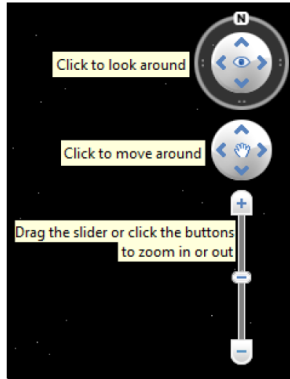 N
Click to look around
Click to move around
Drag the slider or click the buttons
to zoom in or out